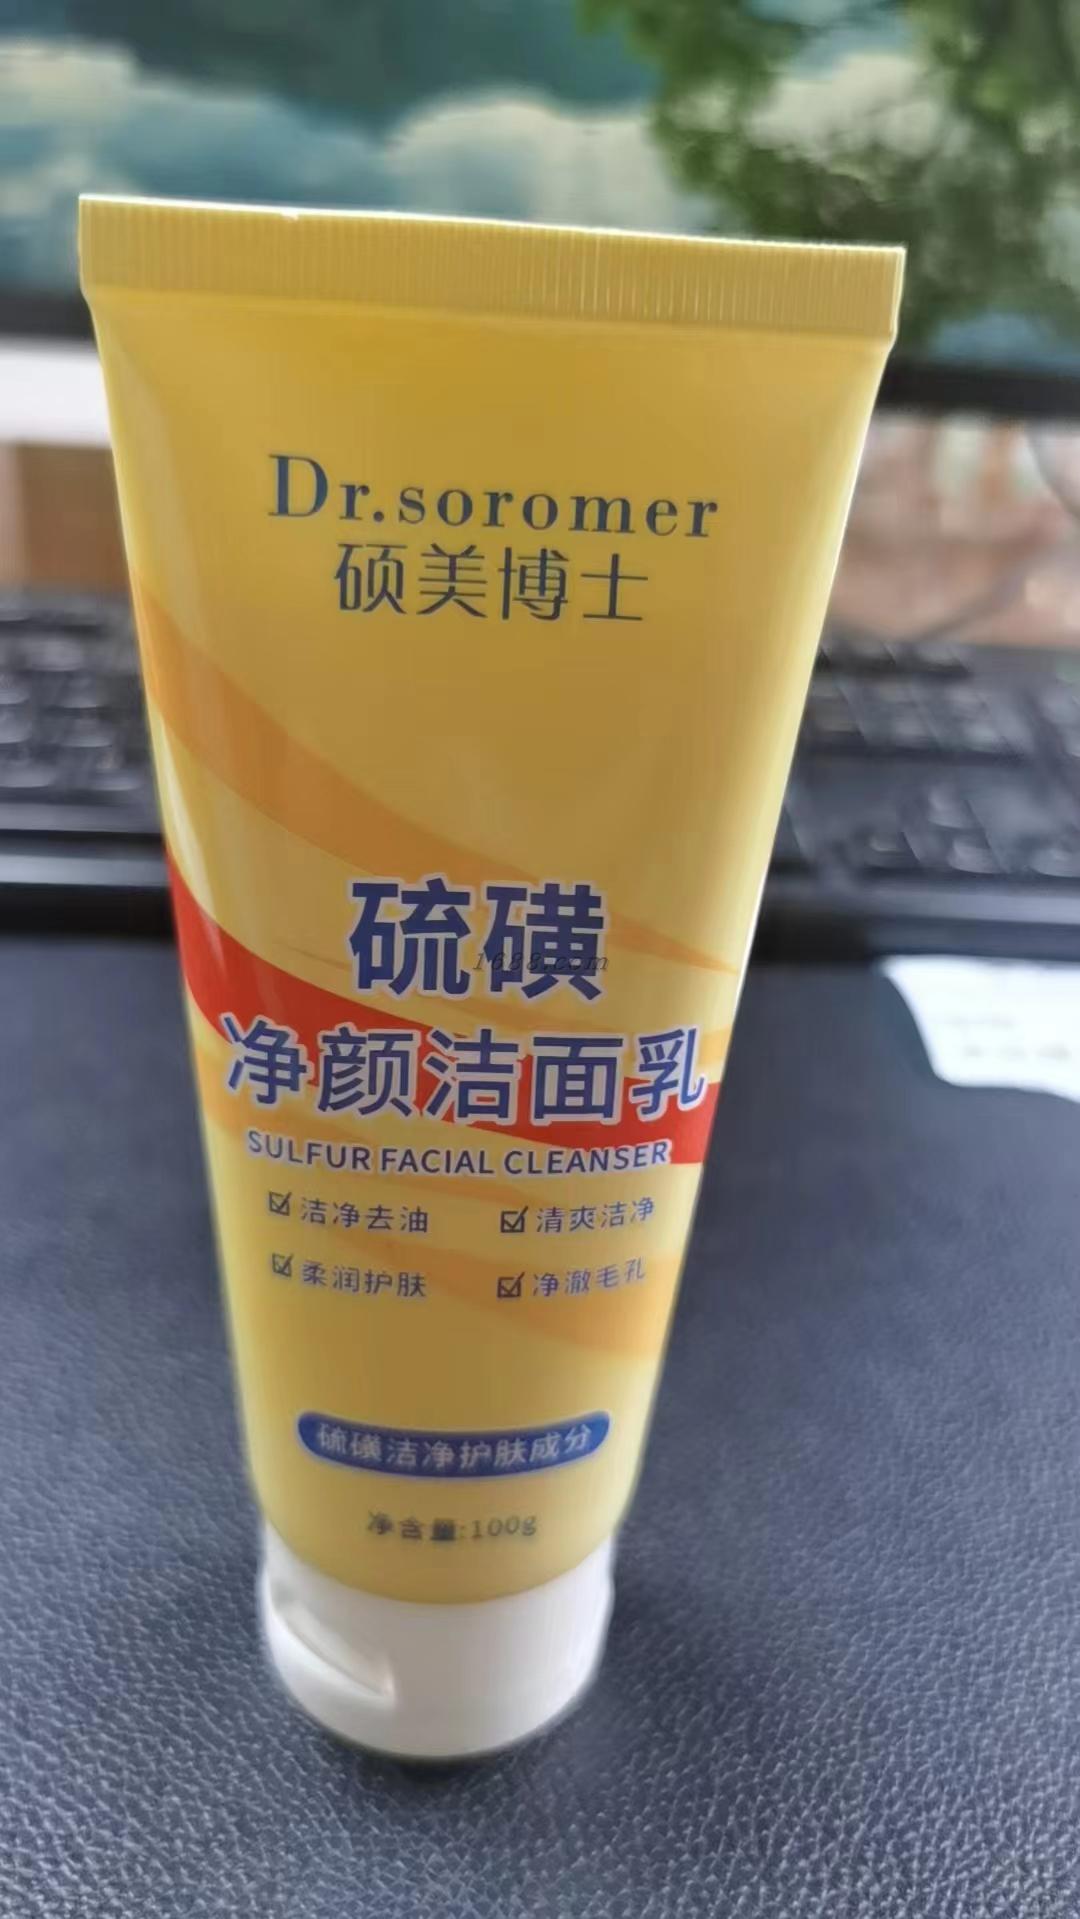 Dr.soromer
硕美博士
硫磺
1688.com
净颜洁面乳
SULFUR FACIAL CLEANSER
洁净去油 清爽洁净
柔润护肤 净澈毛孔
硫磺洁净护肤成分
净含量:100g